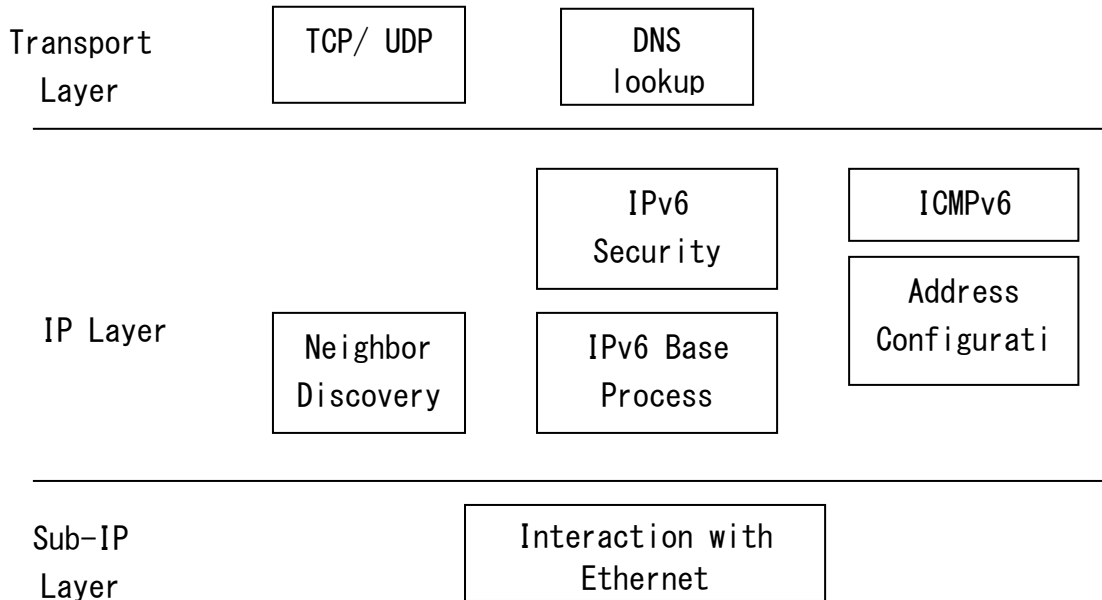 Transport
Layer
TCP/ UDP
DNS
lookup
IP Layer
IPv6
Security
ICMPv6
Address
Configurati
Neighbor
Discovery
IPv6 Base
Process
Sub-IP
Layer
Interaction with
Ethernet